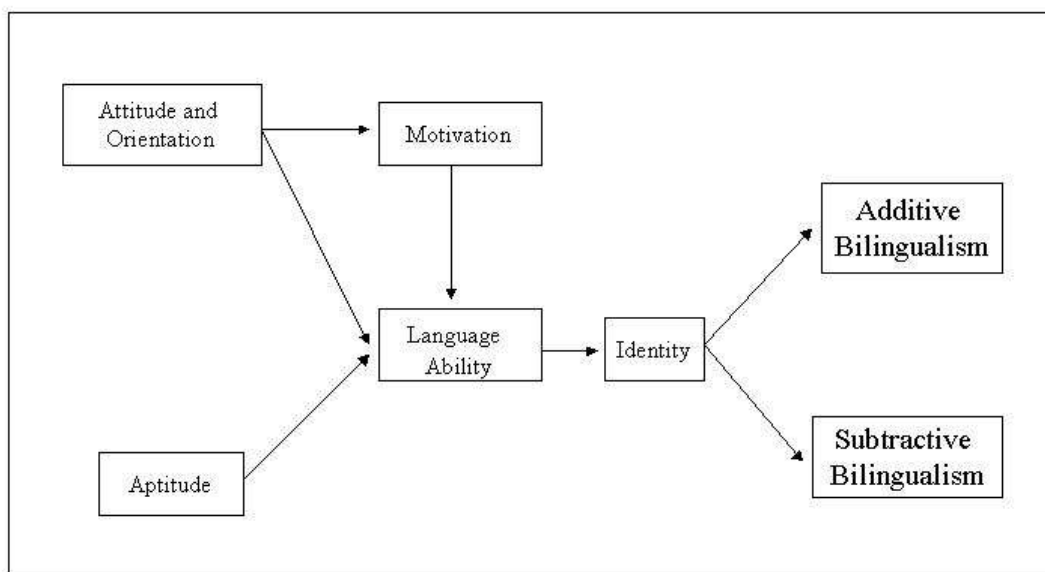 Attitude and
Orientation
Motivation
Additive
Bilingualism
Language
Ability
Identity
Subtractive
Bilingualism
Aptitude